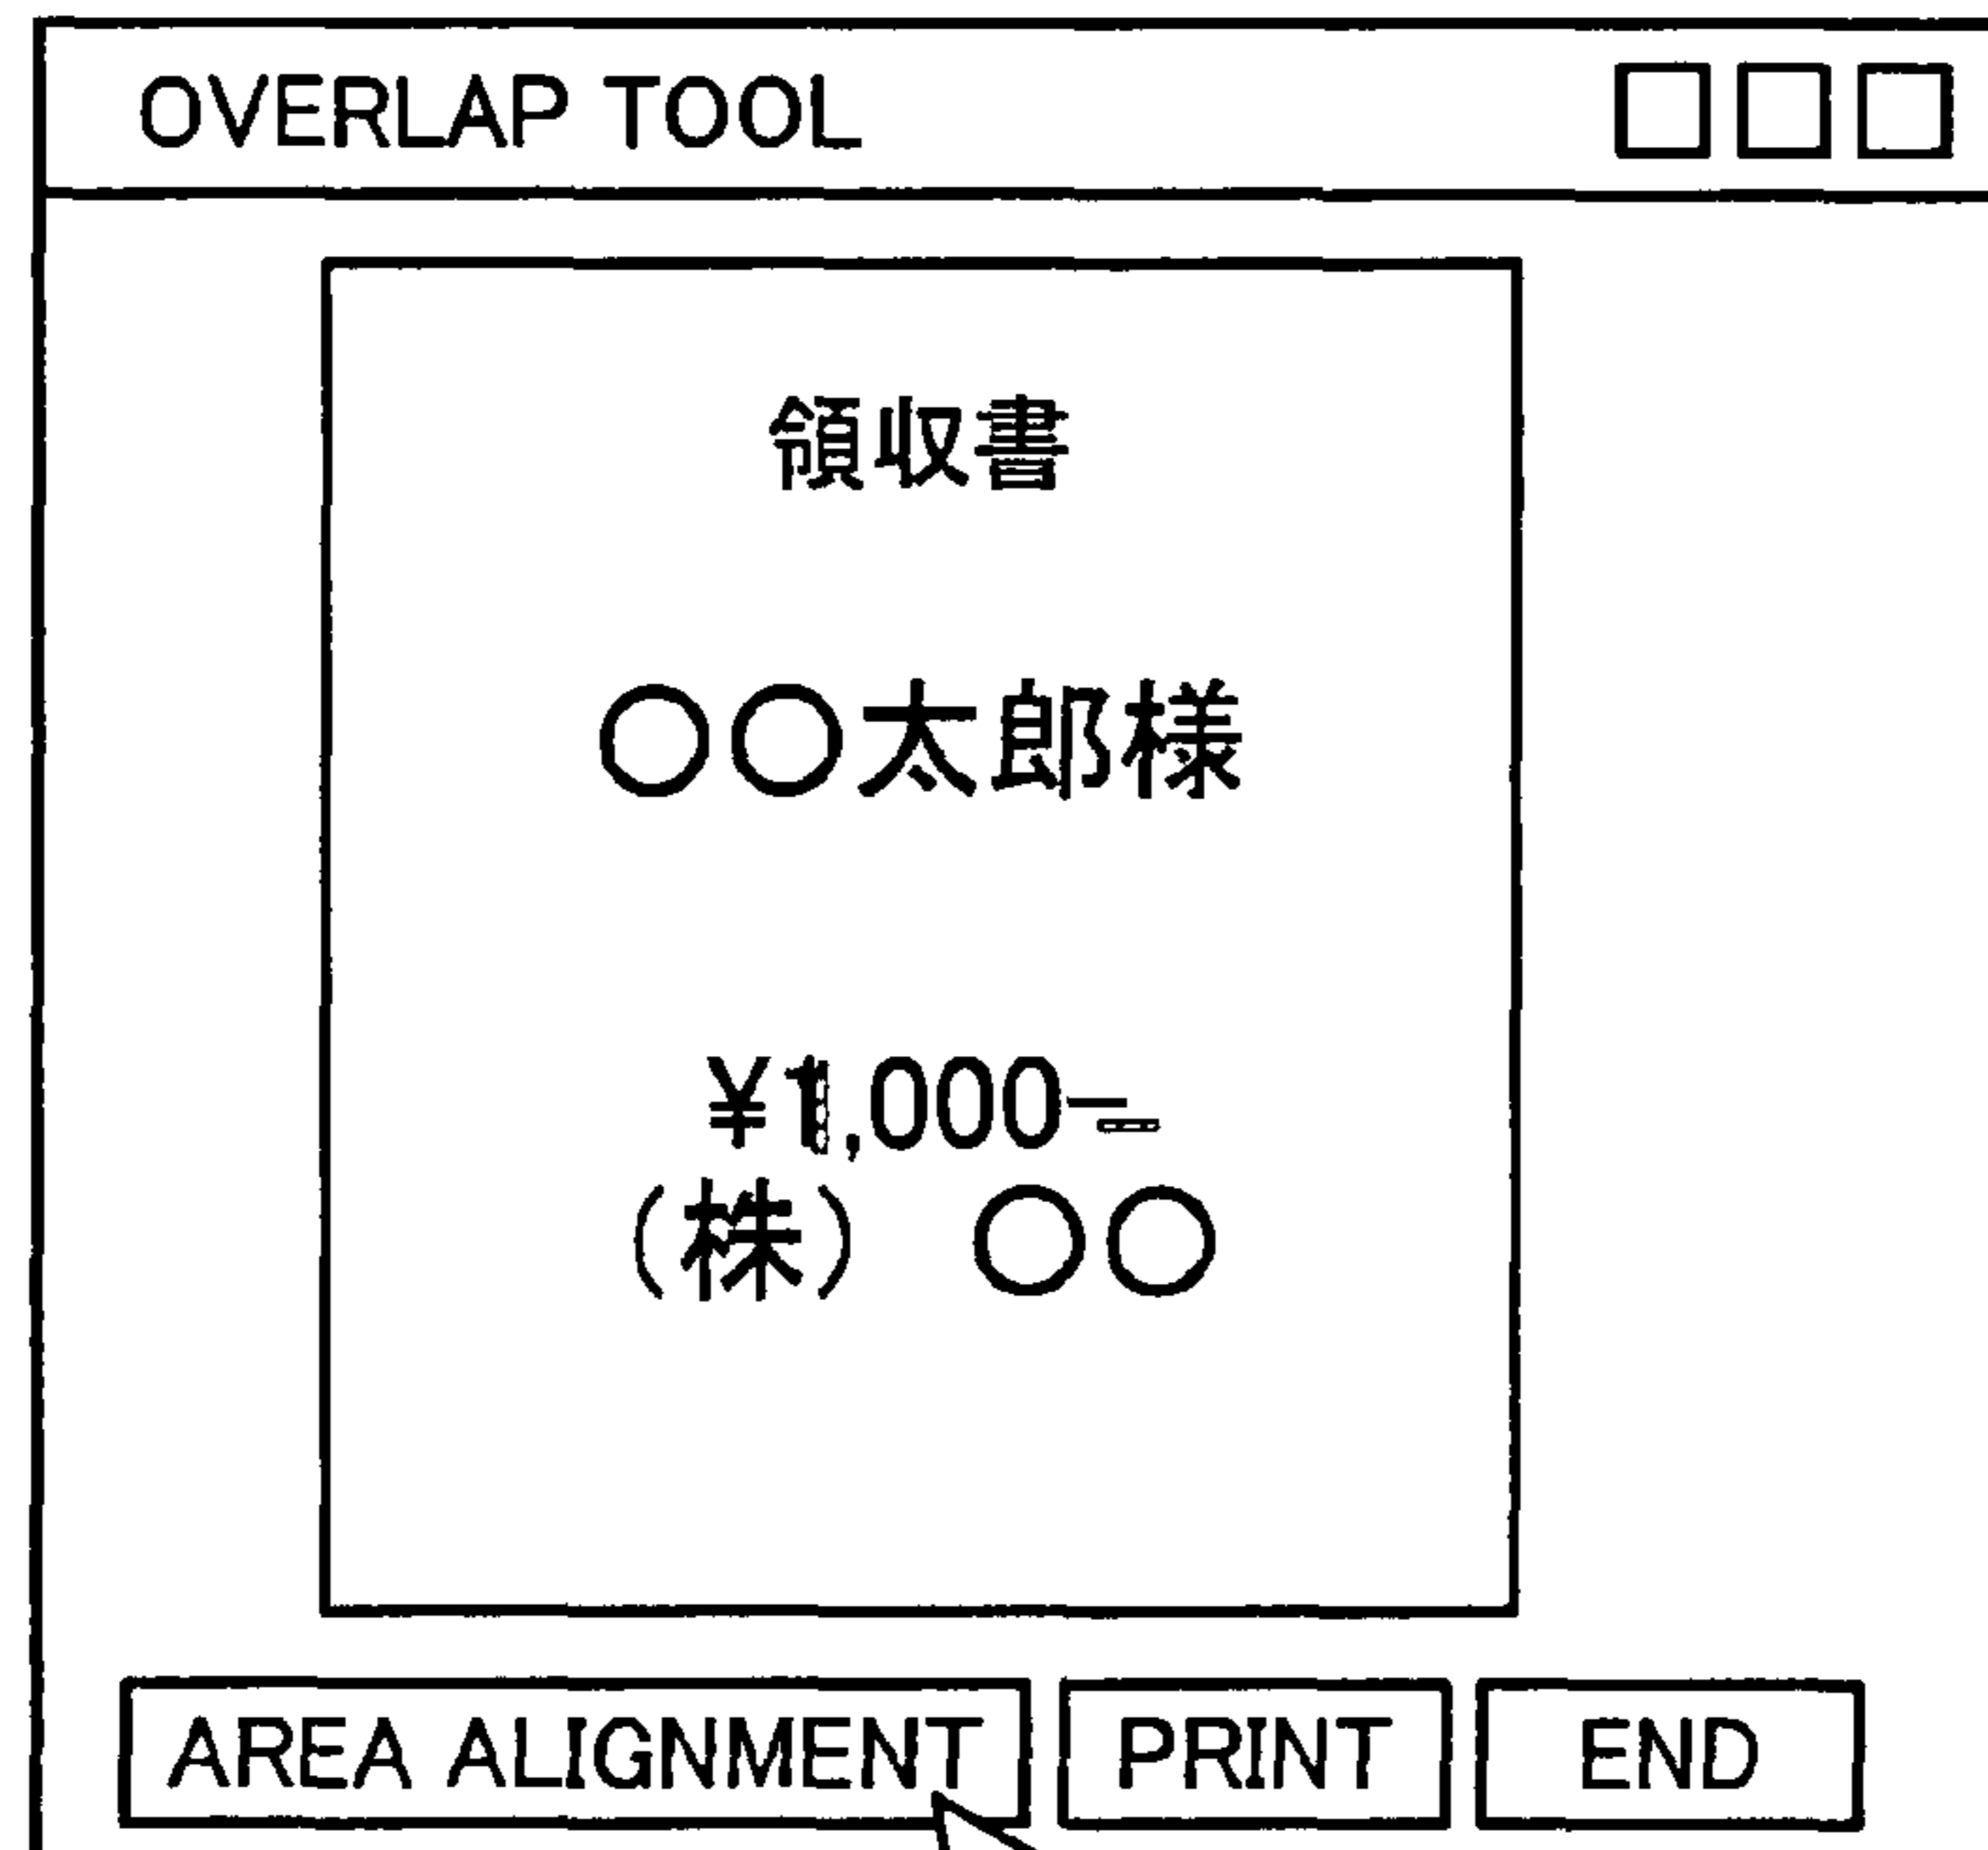 OVERLAP TOOL
領収書
○○太郎様
¥1,000-
(株) ○○
AREA ALIGNMENT PRINT END